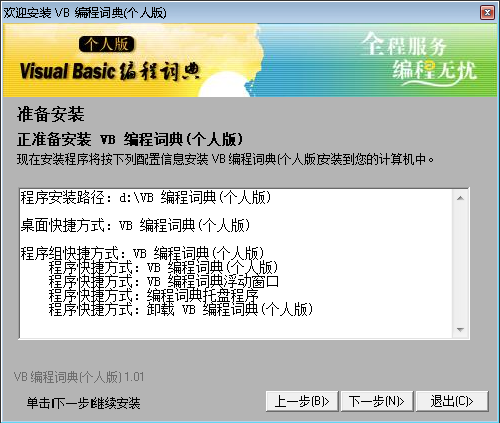 欢迎安装 VB 编程词典(个人版)
个人版
Visual Basic 编程词典
全程服务
编程无忧
准备安装
正准备安装 VB 编程词典(个人版)
现在安装程序将按下列配置信息安装 VB 编程词典(个人版)安装到您的计算机中。
程序安装路径: d:\VB 编程词典(个人版)
桌面快捷方式: VB 编程词典(个人版)
程序组快捷方式: VB 编程词典(个人版)
程序快捷方式: VB 编程词典(个人版)
程序快捷方式: VB 编程词典浮动窗口
程序快捷方式: 编程词典托盘程序
程序快捷方式: 卸载 VB 编程词典(个人版)
VB 编程词典(个人版) 1.01
单击[下一步]继续安装
上一步(B)> 下一步(N)> 退出(C)>